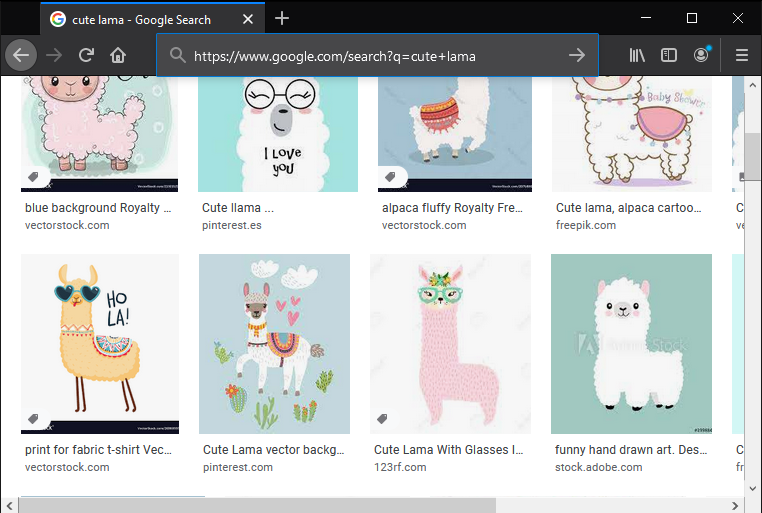 cute lama - Google Search
https://www.google.com/search?q=cute+lama
I LOVE
YOU
Baby Shower
blue background Royalty ...
vectorstock.com
Cute llama ...
pinterest.es
alpaca fluffy Royalty Fre...
vectorstock.com
Cute lama, alpaca cartoo...
freepik.com
HO
LA!
print for fabric t-shirt Vec...
vectorstock.com
Cute Lama vector backg...
pinterest.com
Cute Lama With Glasses I...
123rf.com
funny hand drawn art. Des...
stock.adobe.com